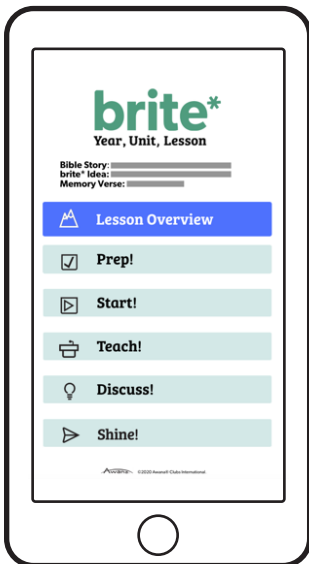 brite*
Year, Unit, Lesson
Bible Story:
brite* Idea:
Memory Verse:
Lesson Overview
Prep!
Start!
Teach!
Discuss!
Shine!
Awana ©2020 Awana® Clubs International